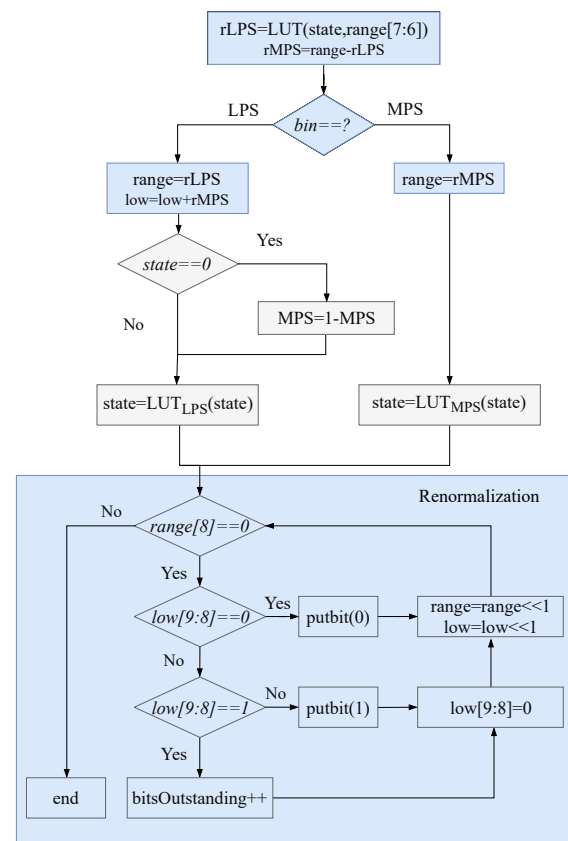 rLPS=LUT(state,range[7:6])
rMPS=range-rLPS
LPS
bin==?
MPS
range=rLPS
low=low+rMPS
range=rMPS
Yes
state==0
No
MPS=1-MPS
state=LUT_LPS(state)
state=LUT_MPS(state)
Renormalization
No
range[8]==0
Yes
low[9:8]==0
Yes
putbit(0)
range=range<<1
low=low<<1
No
low[9:8]==1
No
putbit(1)
low[9:8]=0
Yes
end
bitsOutstanding++